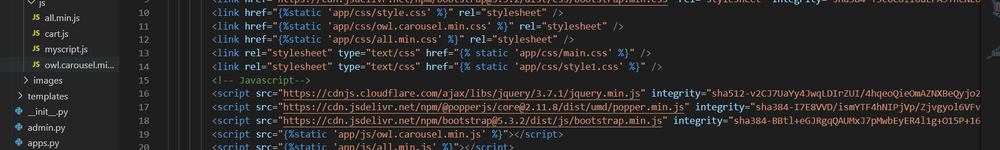 js
JS all.min.js
JS cart.js
JS myscript.js
JS owl.carousel.mi...
images
templates
__init__.py
admin.py
apps.py
10 <link href="{%static 'app/css/style.css' %}" rel="stylesheet" />
11 <link href="{%static 'app/css/owl.carousel.min.css' %}" rel="stylesheet" />
12 <link href="{%static 'app/css/all.min.css' %}" rel="stylesheet" />
13 <link rel="stylesheet" type="text/css" href="{% static 'app/css/main.css' %}" />
14 <link rel="stylesheet" type="text/css" href="{% static 'app/css/style1.css' %}" />
15 <!-- Javascript-->
16 <script src="https://cdnjs.cloudflare.com/ajax/libs/jquery/3.7.1/jquery.min.js" integrity="sha512-v2CJ7UaYy4JwqLDIrZUI/4hqeoQieOmAZNXBeQyjo2
17 <script src="https://cdn.jsdelivr.net/npm/@popperjs/core@2.11.8/dist/umd/popper.min.js" integrity="sha384-I7E8VVD/ismYTF4hNIPjVp/Zjvgyol6VFv
18 <script src="https://cdn.jsdelivr.net/npm/bootstrap@5.3.2/dist/js/bootstrap.min.js" integrity="sha384-BBtl+eGJRgqQAUMxJ7pMwbEyER4l1g+O15P+16
19 <script src="{%static 'app/js/owl.carousel.min.js' %}"></script>
20 <script src="{%static 'app/js/all.min.js' %}"></script>